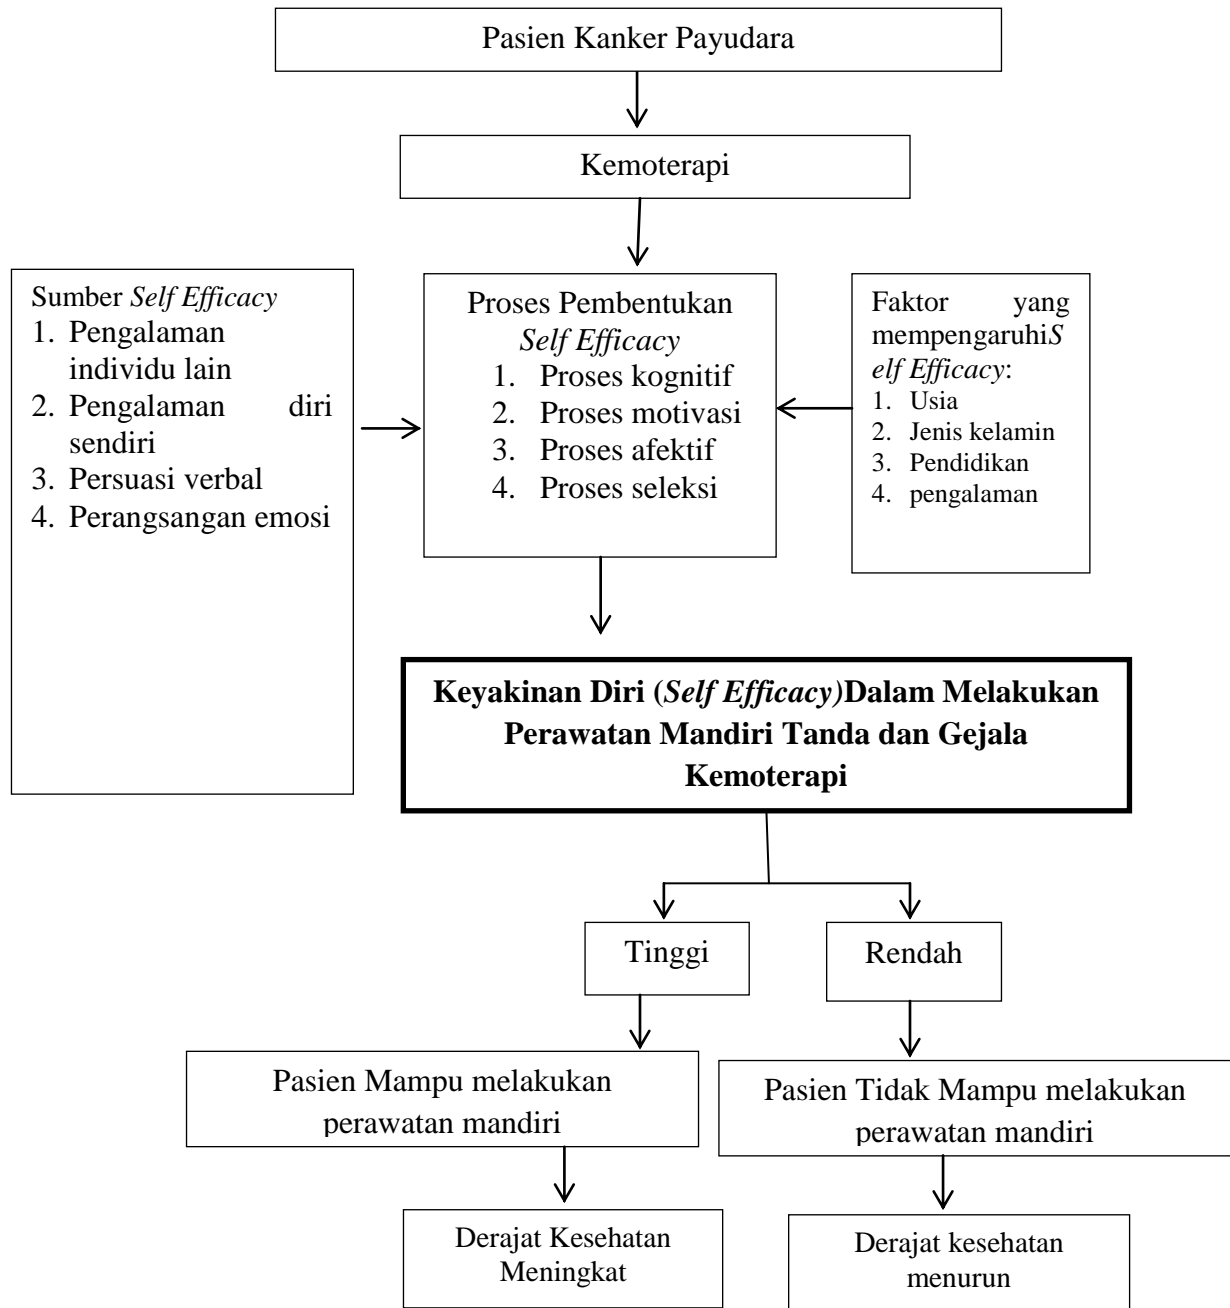 Pasien Kanker Payudara
Kemoterapi
Sumber Self Efficacy
1. Pengalaman
individu lain
2. Pengalaman diri
sendiri
3. Persuasi verbal
4. Perangsangan emosi
Proses Pembentukan
Self Efficacy
1. Proses kognitif
2. Proses motivasi
3. Proses afektif
4. Proses seleksi
Faktor yang
mempengaruhiS
elf Efficacy:
1. Usia
2. Jenis kelamin
3. Pendidikan
4. pengalaman
Keyakinan Diri (Self Efficacy)Dalam Melakukan
Perawatan Mandiri Tanda dan Gejala
Kemoterapi
Tinggi
Rendah
Pasien Mampu melakukan
perawatan mandiri
Pasien Tidak Mampu melakukan
perawatan mandiri
Derajat Kesehatan
Meningkat
Derajat kesehatan
menurun